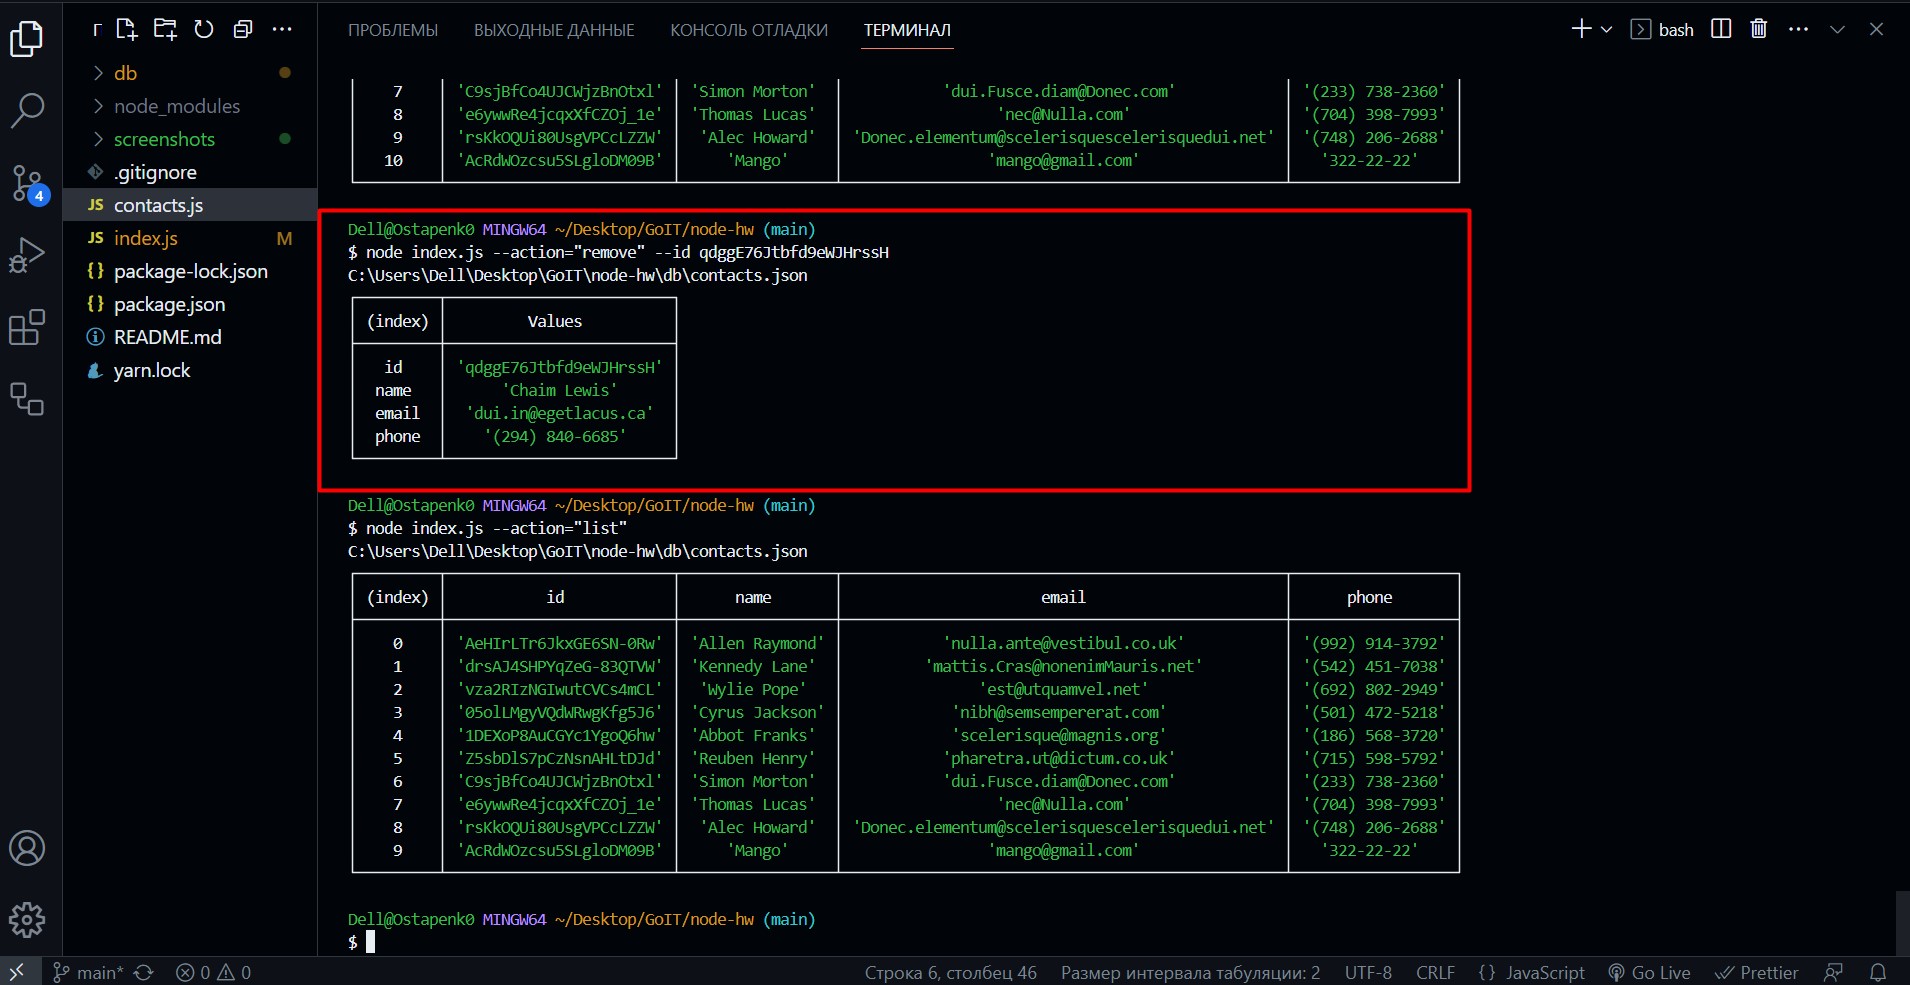 ПРОБЛЕМЫ ВЫХОДНЫЕ ДАННЫЕ КОНСОЛЬ ОТЛАДКИ ТЕРМИНАЛ bash
db
node_modules
screenshots
.gitignore
JS contacts.js
JS index.js M
{} package-lock.json
{} package.json
README.md
yarn.lock
4
7 'C9sjBfCo4UJCWjzBnOtxl' 'Simon Morton' 'dui.Fusce.diam@Donec.com' '(233) 738-2360'
8 'e6ywwRe4jcqxXfCZOj_1e' 'Thomas Lucas' 'nec@Nulla.com' '(704) 398-7993'
9 'rsKkOQUi80UsgVPCcLZZW' 'Alec Howard' 'Donec.elementum@scelerisquescelerisquedui.net' '(748) 206-2688'
10 'AcRdWOzcsu5SLgloDM09B' 'Mango' 'mango@gmail.com' '322-22-22'
Dell@Ostapenk0 MINGW64 ~/Desktop/GoIT/node-hw (main)
$ node index.js --action="remove" --id qdggE76Jtbfd9eWJHrssH
C:\Users\Dell\Desktop\GoIT\node-hw\db\contacts.json
(index) Values
id 'qdggE76Jtbfd9eWJHrssH'
name 'Chaim Lewis'
email 'dui.in@egetlacus.ca'
phone '(294) 840-6685'
Dell@Ostapenk0 MINGW64 ~/Desktop/GoIT/node-hw (main)
$ node index.js --action="list"
C:\Users\Dell\Desktop\GoIT\node-hw\db\contacts.json
(index) id name email phone
0 'AeHIrLTr6JkxGE6SN-0Rw' 'Allen Raymond' 'nulla.ante@vestibul.co.uk' '(992) 914-3792'
1 'drsAJ4SHPYqZeG-83QTVW' 'Kennedy Lane' 'mattis.Cras@nonenimMauris.net' '(542) 451-7038'
2 'vza2RIzNGIwutCVCs4mCL' 'Wylie Pope' 'est@utquamvel.net' '(692) 802-2949'
3 '05olLMgyVQdWRwgKfg5J6' 'Cyrus Jackson' 'nibh@semsempererat.com' '(501) 472-5218'
4 '1DEXoP8AuCGYc1YgoQ6hw' 'Abbot Franks' 'scelerisque@magnis.org' '(186) 568-3720'
5 'Z5sbDlS7pCzNsnAHLtDJd' 'Reuben Henry' 'pharetra.ut@dictum.co.uk' '(715) 598-5792'
6 'C9sjBfCo4UJCWjzBnOtxl' 'Simon Morton' 'dui.Fusce.diam@Donec.com' '(233) 738-2360'
7 'e6ywwRe4jcqxXfCZOj_1e' 'Thomas Lucas' 'nec@Nulla.com' '(704) 398-7993'
8 'rsKkOQUi80UsgVPCcLZZW' 'Alec Howard' 'Donec.elementum@scelerisquescelerisquedui.net' '(748) 206-2688'
9 'AcRdWOzcsu5SLgloDM09B' 'Mango' 'mango@gmail.com' '322-22-22'
Dell@Ostapenk0 MINGW64 ~/Desktop/GoIT/node-hw (main)
$
main* 0 0 Строка 6, столбец 46 Размер интервала табуляции: 2 UTF-8 CRLF {} JavaScript Go Live Prettier